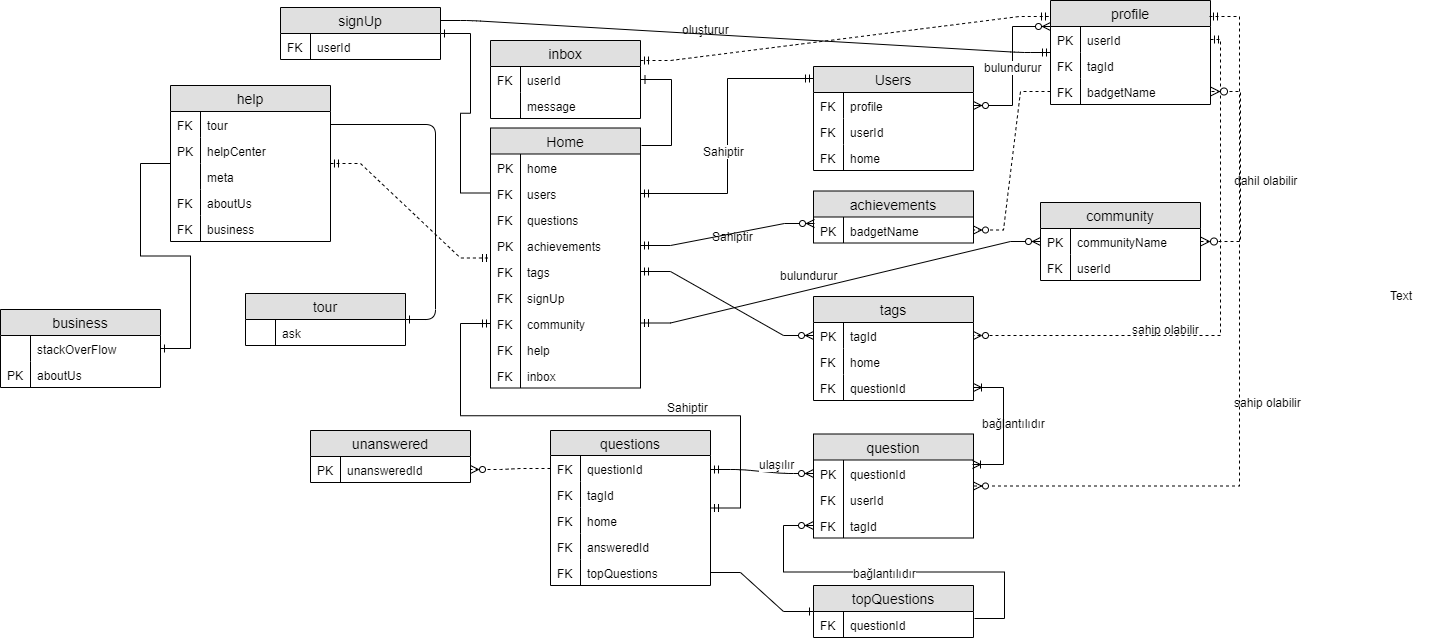 signUp
FK userId
oluşturur
inbox
FK userId
message
profile
PK userId
FK tagId
FK badgetName
bulundurur
Users
FK profile
FK userId
FK home
help
FK tour
PK helpCenter
meta
FK aboutUs
FK business
Home
PK home
FK users
FK questions
PK achievements
FK tags
FK signUp
FK community
FK help
FK inbox
Sahiptir
achievements
PK badgetName
Sahiptir
dahil olabilir
community
PK communityName
FK userId
bulundurur
Text
tour
ask
business
stackOverFlow
PK aboutUs
tags
PK tagId
FK home
FK questionId
sahip olabilir
Sahiptir
sahip olabilir
bağlantılıdır
unanswered
PK unansweredId
questions
FK questionId
FK tagId
FK home
FK answeredId
FK topQuestions
ulaşılır
question
PK questionId
FK userId
FK tagId
bağlantılıdır
topQuestions
FK questionId